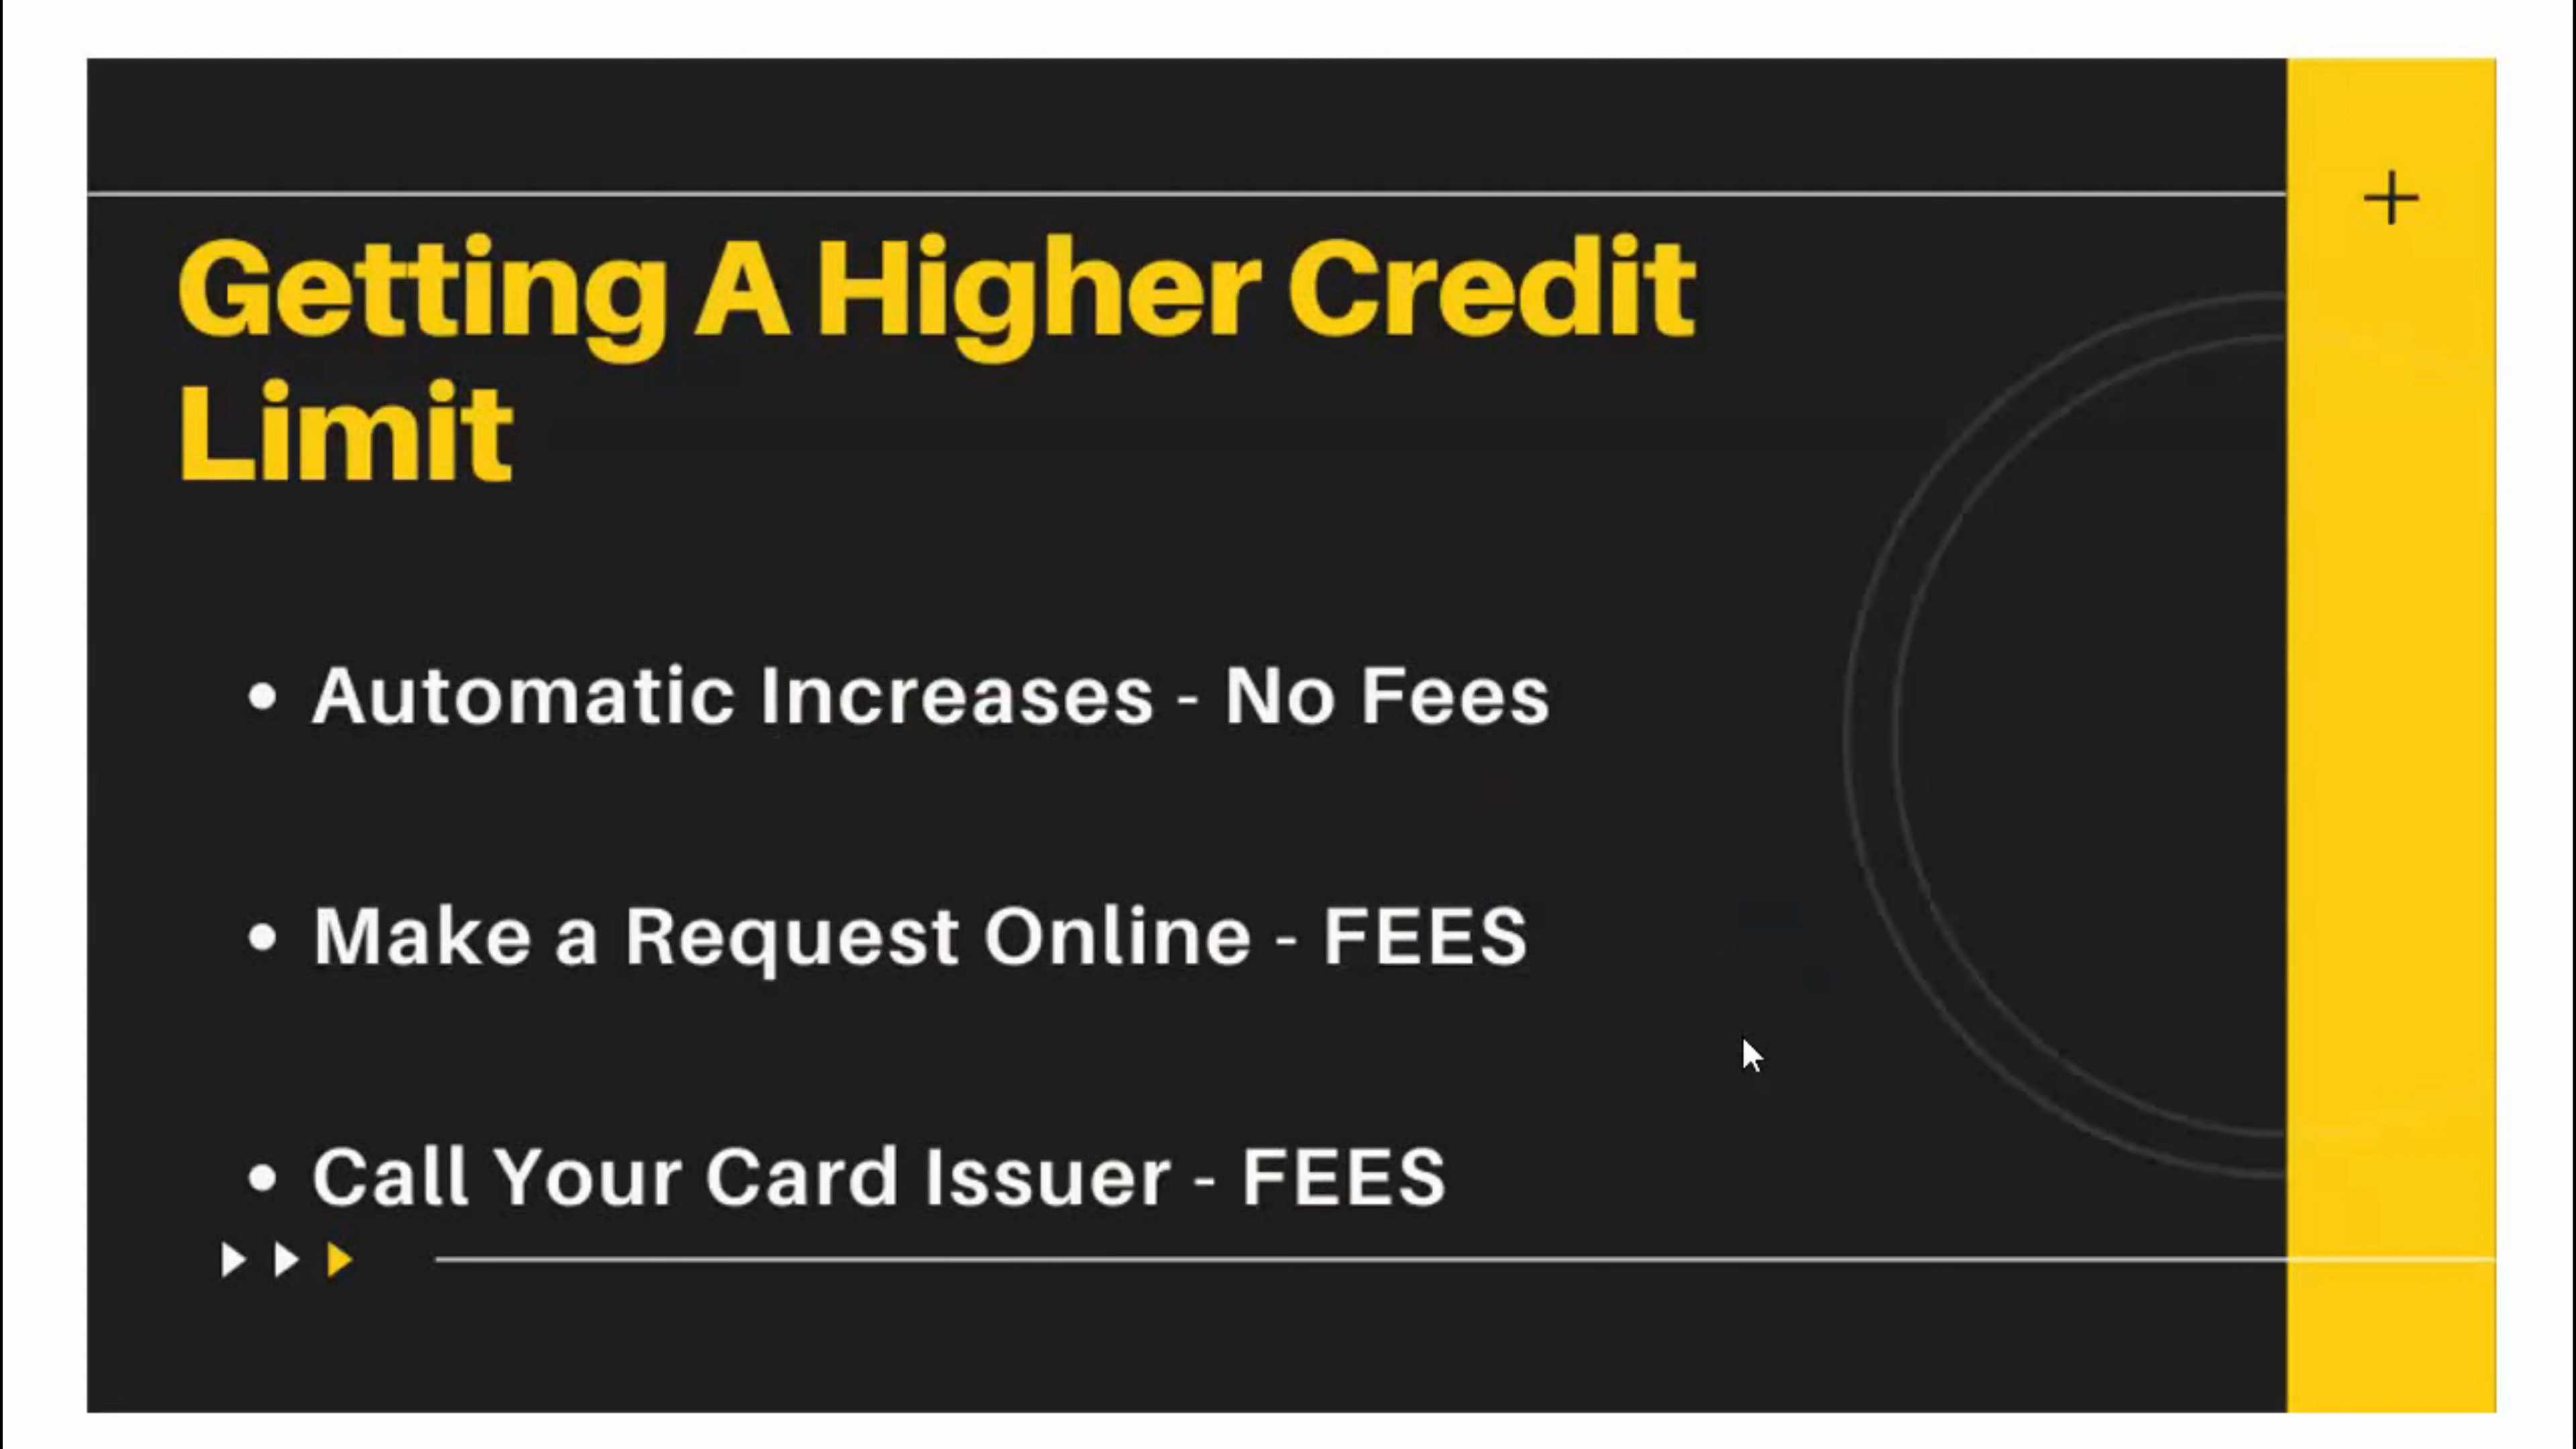 Getting A Higher Credit
Limit
• Automatic Increases - No Fees
• Make a Request Online - FEES
• Call Your Card Issuer - FEES